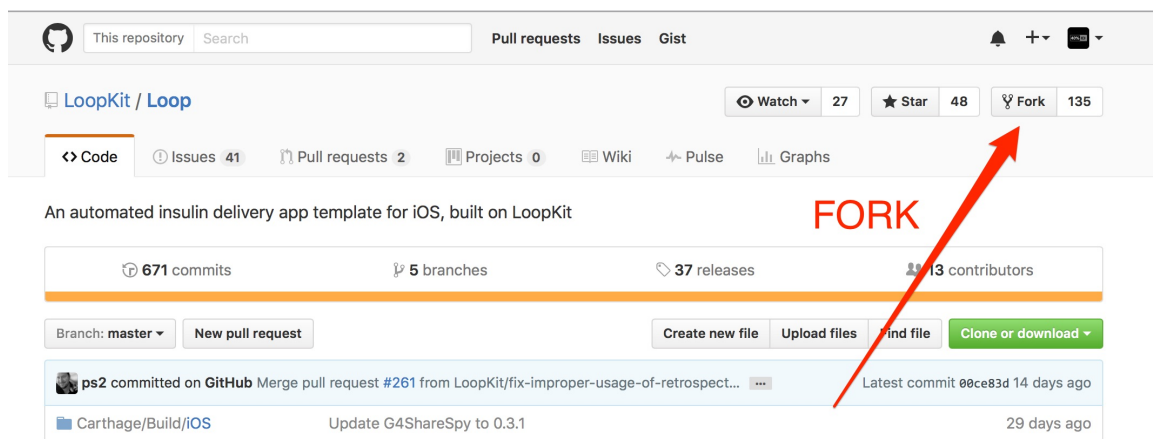 This repository Search Pull requests Issues Gist
LoopKit / Loop Watch 27 Star 48 Fork 135
<> Code Issues 41 Pull requests 2 Projects 0 Wiki Pulse Graphs
An automated insulin delivery app template for iOS, built on LoopKit
FORK
671 commits 5 branches 37 releases 13 contributors
Branch: master New pull request Create new file Upload files Find file Clone or download
ps2 committed on GitHub Merge pull request #261 from LoopKit/fix-improper-usage-of-retrospect... ... Latest commit 00ce83d 14 days ago
Carthage/Build/iOS Update G4ShareSpy to 0.3.1 29 days ago